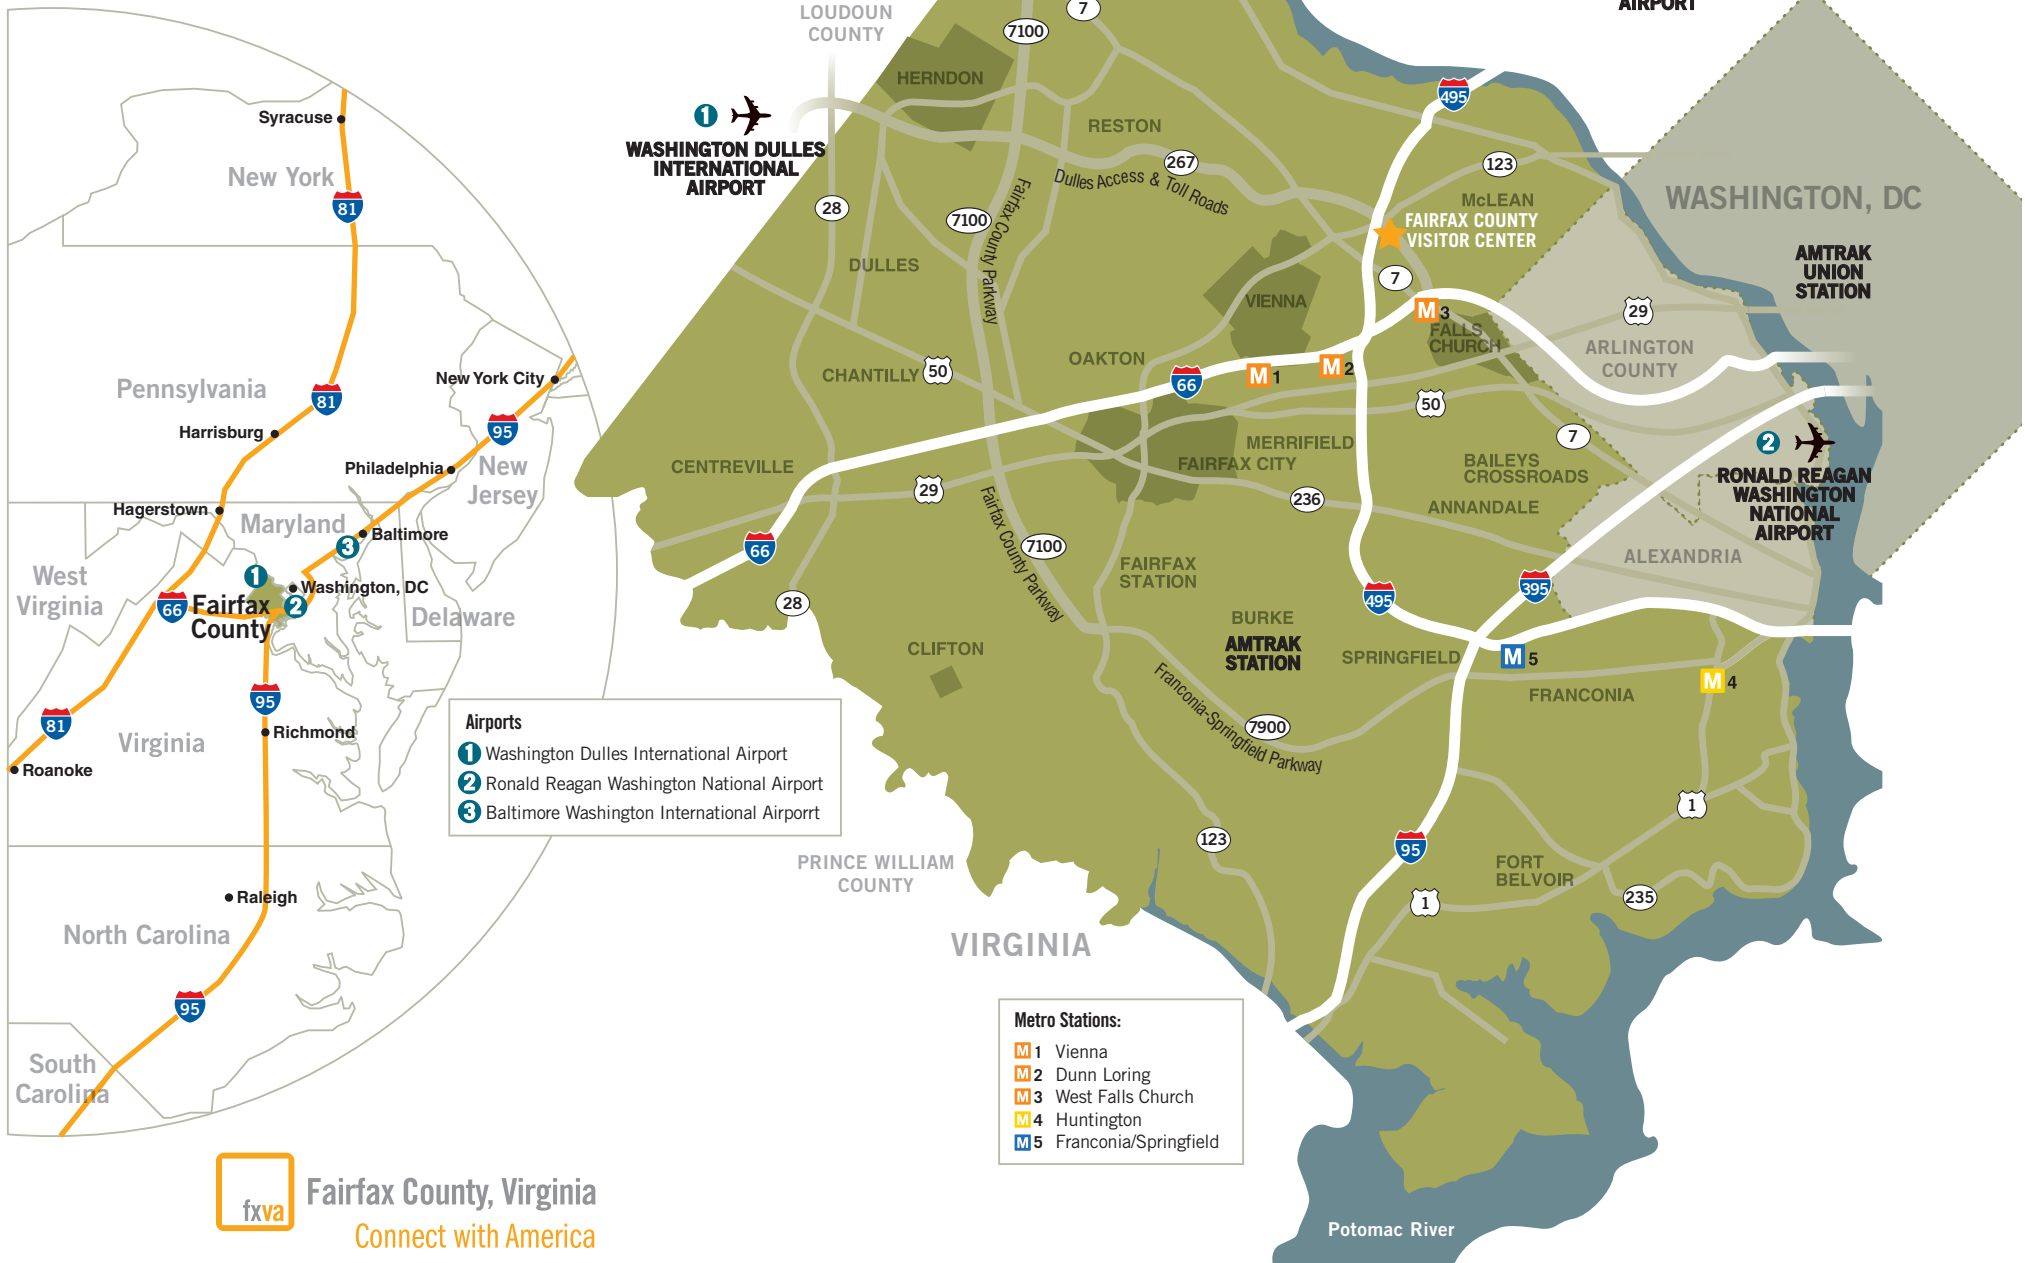 Syracuse
New York
81
Pennsylvania
81
New York City
95
Harrisburg
Philadelphia
New
Jersey
Hagerstown
Maryland
Baltimore
3
1
West
Virginia
Washington, DC
66
Fairfax
County
2
Delaware
95
81
Richmond
Virginia
Roanoke
Raleigh
North Carolina
95
South
Carolina
Airports
1 Washington Dulles International Airport
2 Ronald Reagan Washington National Airport
3 Baltimore Washington International Airporrt
fxva
Fairfax County, Virginia
Connect with America
LOUDOUN
COUNTY
7
7100
AIRPORT
HERNDON
495
1
WASHINGTON DULLES
INTERNATIONAL
AIRPORT
RESTON
267
Dulles Access & Toll Roads
123
McLEAN
WASHINGTON, DC
28
7100
Fairfax County Parkway
FAIRFAX COUNTY
VISITOR CENTER
AMTRAK
UNION
STATION
DULLES
7
VIENNA
29
M 3
FALLS
CHURCH
ARLINGTON
COUNTY
OAKTON
CHANTILLY
50
66
M 1
M 2
50
7
2
MERRIFIELD
FAIRFAX CITY
CENTREVILLE
BAILEYS
CROSSROADS
RONALD REAGAN
WASHINGTON
NATIONAL
AIRPORT
29
236
ANNANDALE
Fairfax County Parkway
66
7100
FAIRFAX
STATION
ALEXANDRIA
28
495
395
BURKE
AMTRAK
STATION
CLIFTON
SPRINGFIELD
M 5
M 4
FRANCONIA
Franconia-Springfield Parkway
7900
1
123
95
PRINCE WILLIAM
COUNTY
FORT
BELVOIR
1
235
VIRGINIA
Metro Stations:
M 1 Vienna
M 2 Dunn Loring
M 3 West Falls Church
M 4 Huntington
M 5 Franconia/Springfield
Potomac River